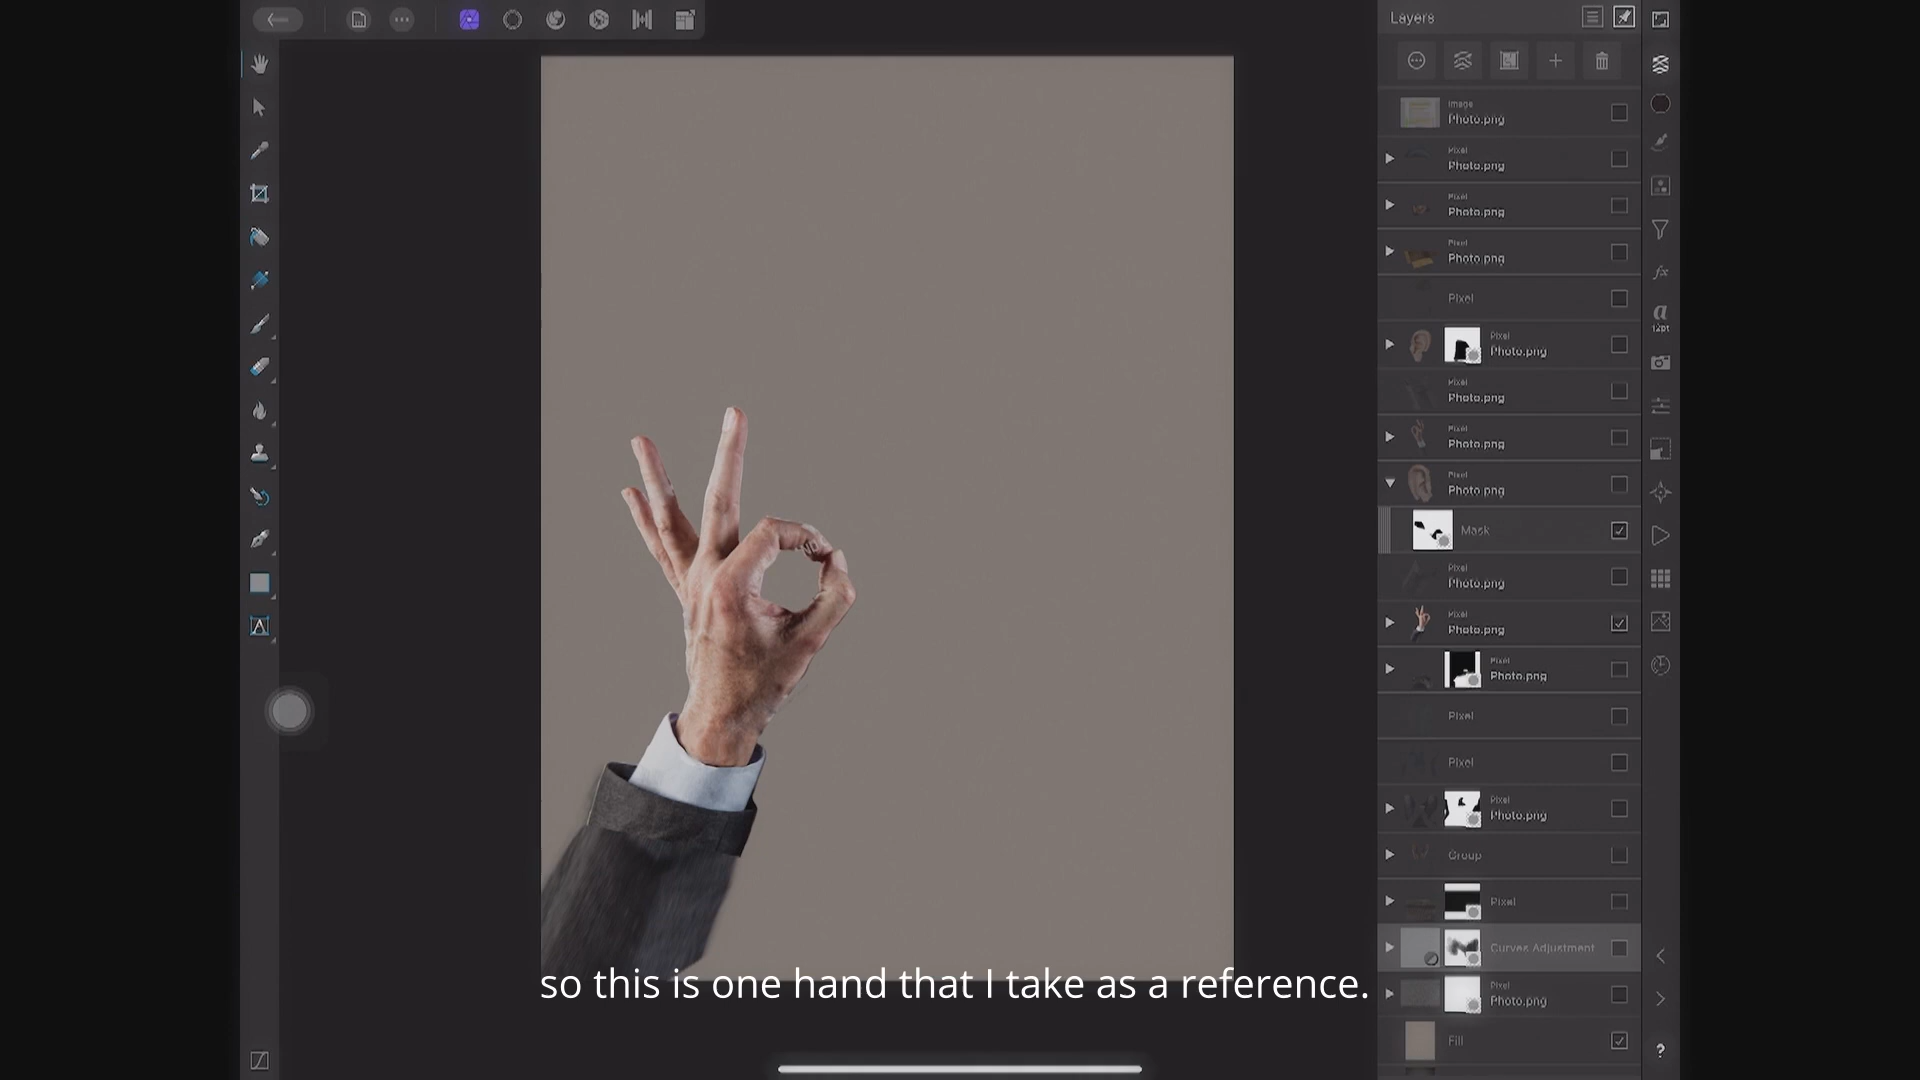 Layers
Image
Photo.png
Pixel
Photo.png
Pixel
Photo.png
Pixel
Photo.png
Pixel
Pixel
Photo.png
Pixel
Photo.png
Pixel
Photo.png
Pixel
Photo.png
Mask
Pixel
Photo.png
Pixel
Photo.png
Pixel
Photo.png
Pixel
Pixel
Pixel
Photo.png
Group
Pixel
Curves Adjustment
Pixel
Photo.png
Fill
fx
a
12pt
A
?
so this is one hand that I take as a reference.